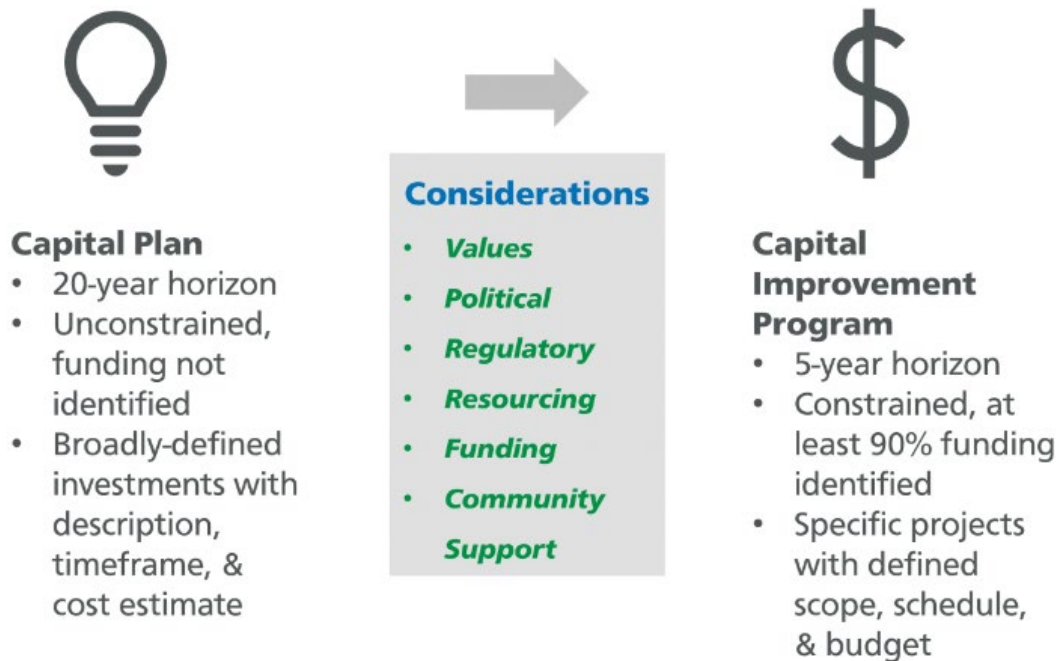 Capital Plan
• 20-year horizon
• Unconstrained,
funding not
identified
• Broadly-defined
investments with
description,
timeframe, &
cost estimate
Considerations
• Values
• Political
• Regulatory
• Resourcing
• Funding
• Community
Support
$
Capital
Improvement
Program
• 5-year horizon
• Constrained, at
least 90% funding
identified
• Specific projects
with defined
scope, schedule,
& budget